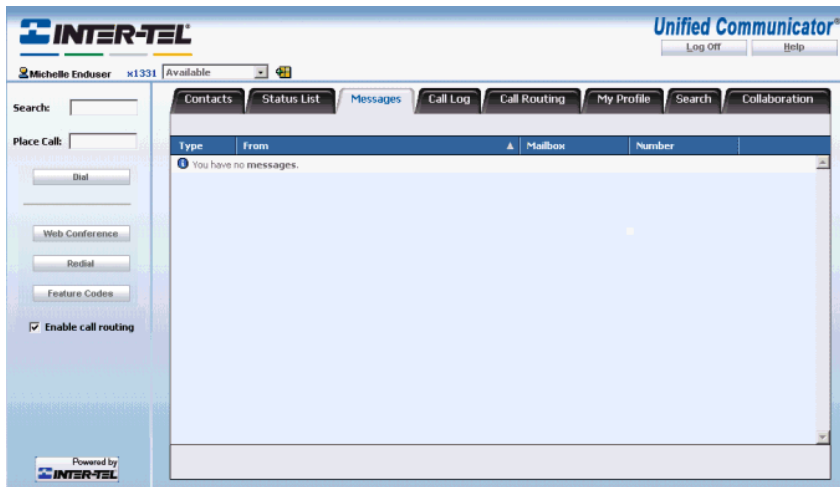 INTER-TEL®
Unified Communicator®
Log Off Help
Michelle Enduser x1331 Available
Search:
Place Call:
Dial
Web Conference
Redial
Feature Codes
Enable call routing
Powered by
INTER-TEL
Contacts Status List Messages Call Log Call Routing My Profile Search Collaboration
Type From Mailbox Number
You have no messages.